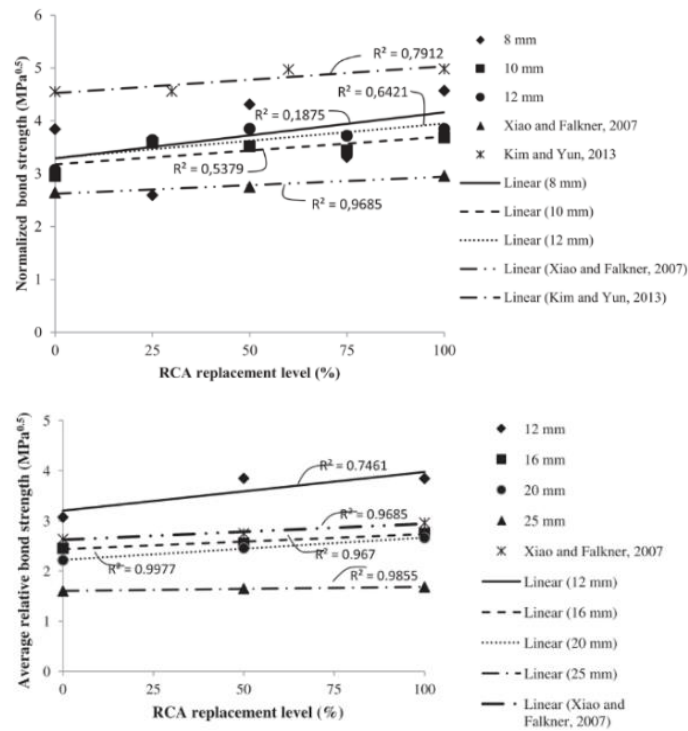 Normalized bond strength (MPa^0.5)
6
5
4
3
2
1
0
R² = 0,7912
R² = 0,6421
R² = 0,1875
R² = 0,5379
R² = 0,9685
0
25
50
75
100
RCA replacement level (%)
8 mm
10 mm
12 mm
Xiao and Falkner, 2007
Kim and Yun, 2013
Linear (8 mm)
Linear (10 mm)
Linear (12 mm)
Linear (Xiao and Falkner, 2007)
Linear (Kim and Yun, 2013)
Average relative bond strength (MPa^0.5)
5
4
3
2
1
0
R² = 0.7461
R² = 0.9685
R² = 0.967
R² = 0.9977
R² = 0.9855
0
25
50
75
100
RCA replacement level (%)
12 mm
16 mm
20 mm
25 mm
Xiao and Falkner, 2007
Linear (12 mm)
Linear (16 mm)
Linear (20 mm)
Linear (25 mm)
Linear (Xiao and
Falkner, 2007)